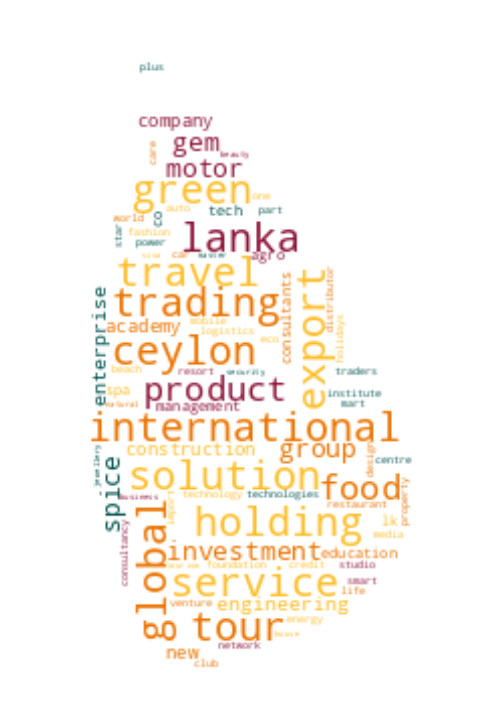 plus
company
care
gem
beauty
motor
green
one
auto
world
co
tech
part
star
fashion
power
lanka
visa
car
master
agro
travel
enterprise
trading
export
consultants
distributor
academy
mobile
logistics
eco
holidays
ceylon
beach
resort
security
traders
spa
product
institute
natural
management
mart
international
construction
group
design
centre
jewellery
spice
solution
food
property
business
technology
technologies
import
restaurant
global
holding
lk
media
consultancy
investment
education
foundation
credit
studio
service
smart
life
venture
engineering
tour
energy
house
network
new
club